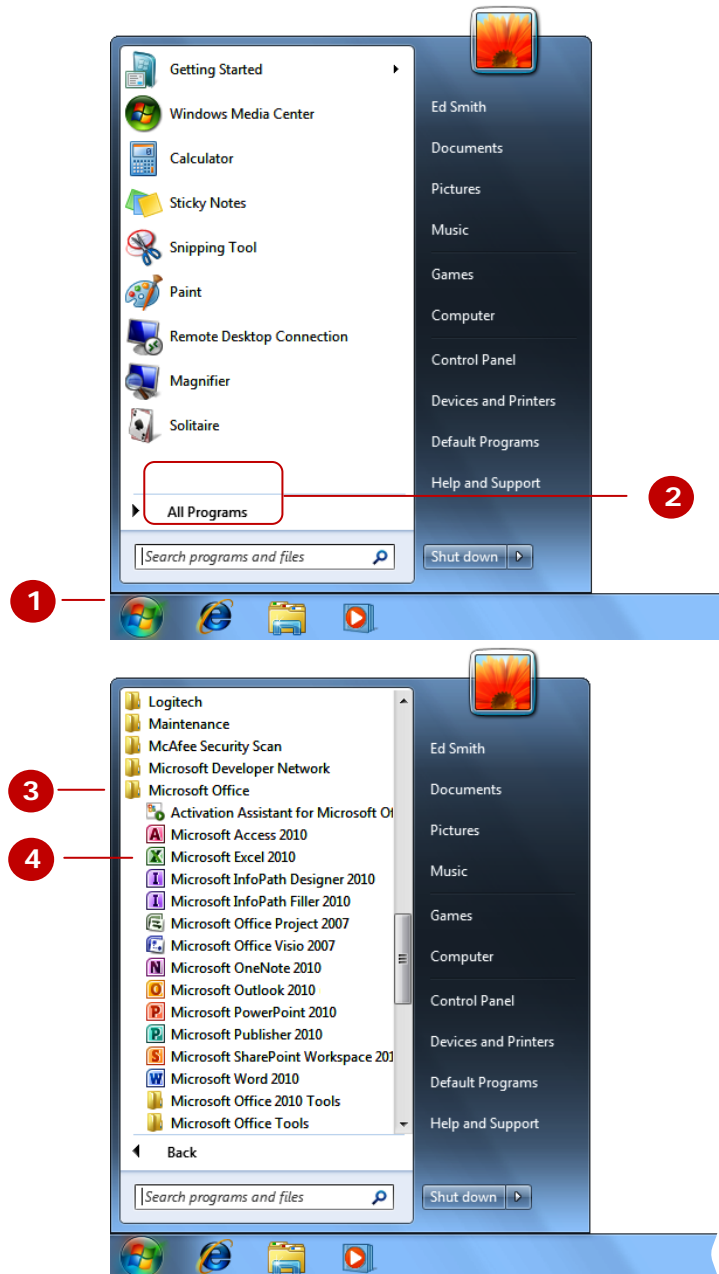 Getting Started
Windows Media Center
Calculator
Sticky Notes
Snipping Tool
Paint
Remote Desktop Connection
Magnifier
Solitaire
All Programs
Search programs and files
Ed Smith
Documents
Pictures
Music
Games
Computer
Control Panel
Devices and Printers
Default Programs
Help and Support
Shut down
2
1
Logitech
Maintenance
McAfee Security Scan
Microsoft Developer Network
Microsoft Office
Activation Assistant for Microsoft Of
Microsoft Access 2010
Microsoft Excel 2010
Microsoft InfoPath Designer 2010
Microsoft InfoPath Filler 2010
Microsoft Office Project 2007
Microsoft Office Visio 2007
Microsoft OneNote 2010
Microsoft Outlook 2010
Microsoft PowerPoint 2010
Microsoft Publisher 2010
Microsoft SharePoint Workspace 201
Microsoft Word 2010
Microsoft Office 2010 Tools
Microsoft Office Tools
Back
Search programs and files
Ed Smith
Documents
Pictures
Music
Games
Computer
Control Panel
Devices and Printers
Default Programs
Help and Support
Shut down
3
4